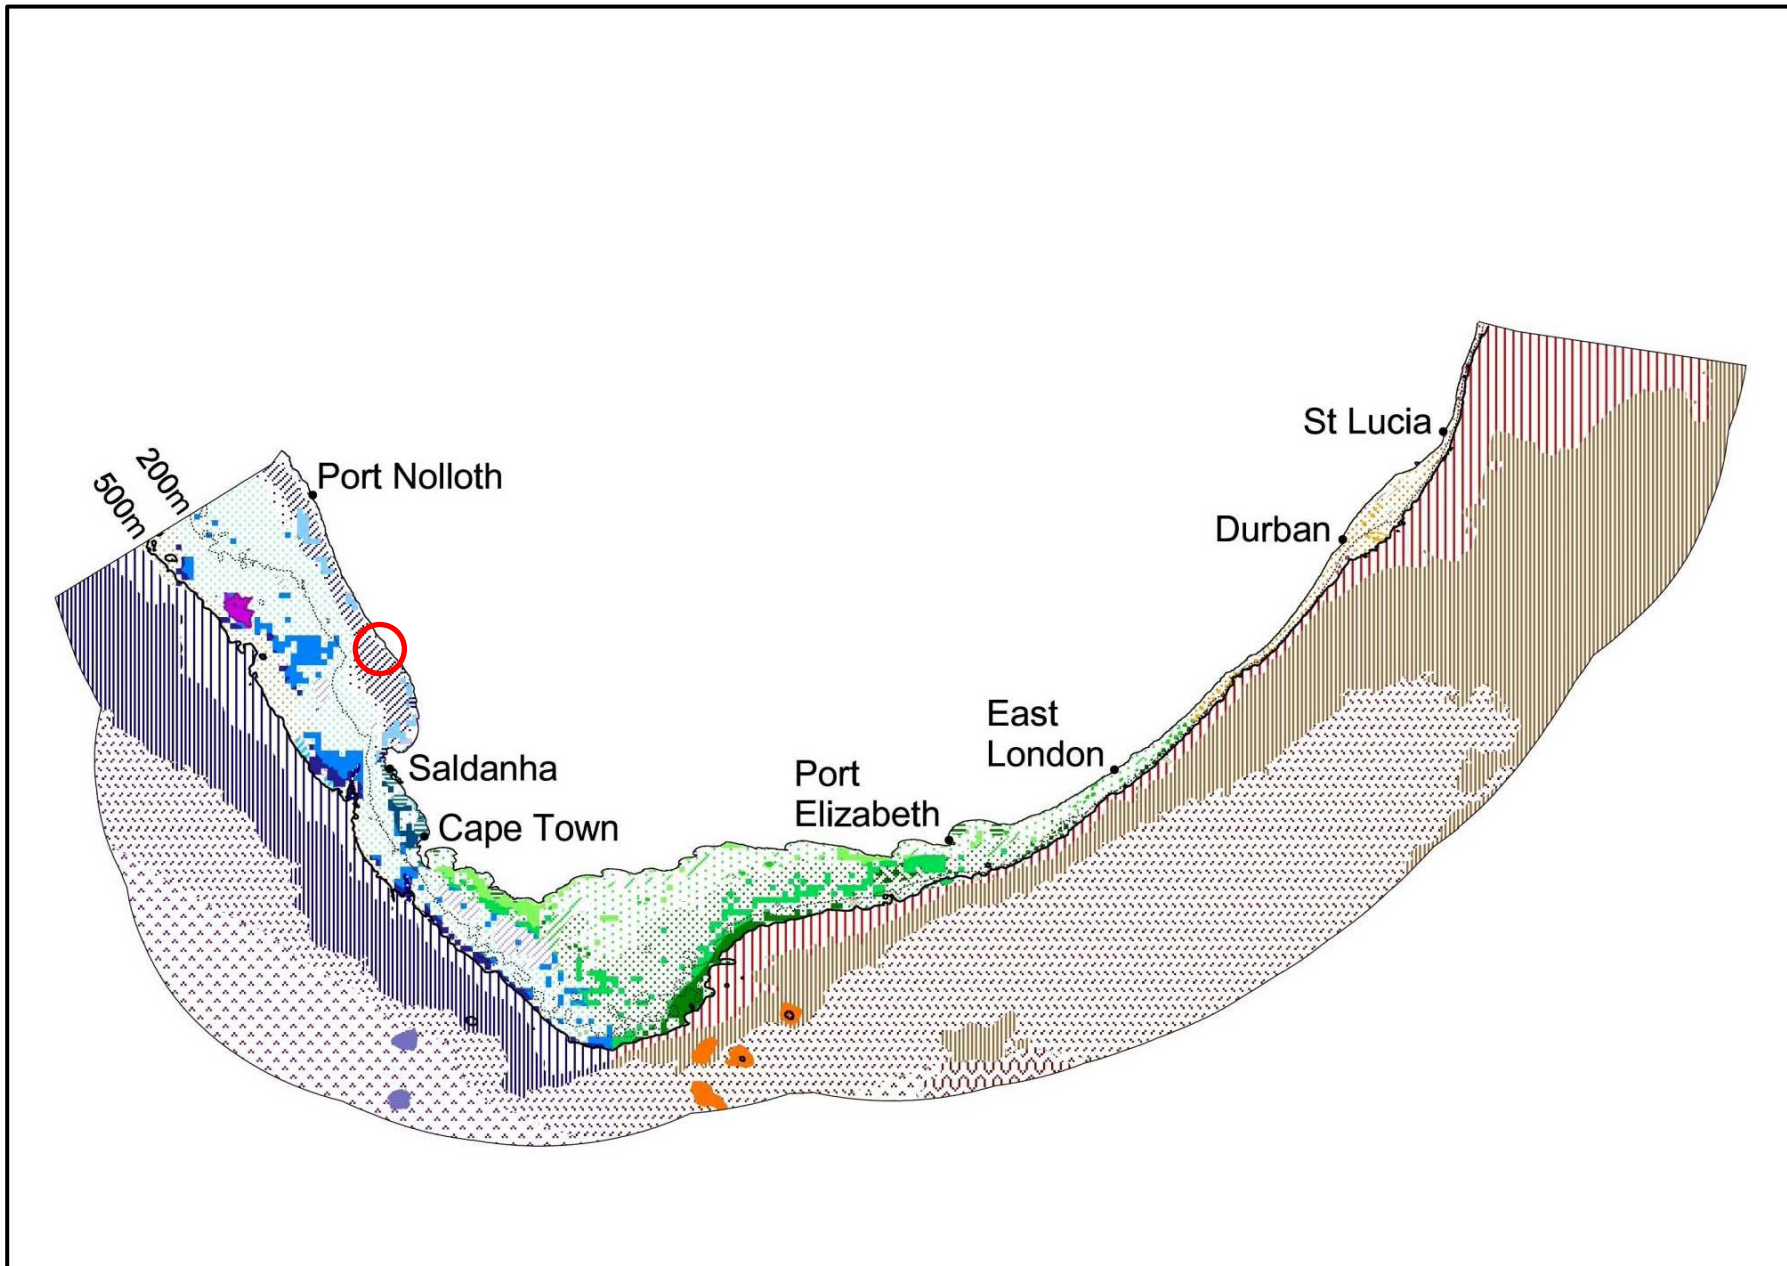 St Lucia
200m
Port Nolloth
500m
Durban
East
London
Saldanha
Port
Elizabeth
Cape Town